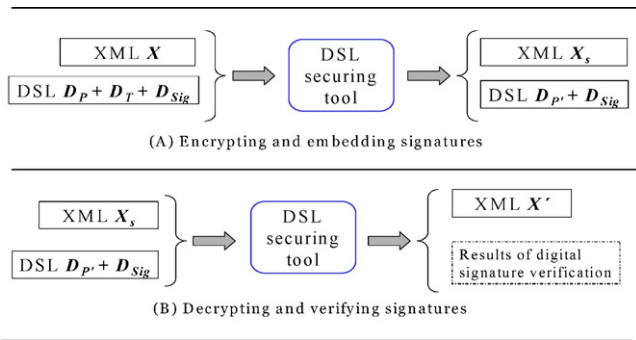 XML X
DSL D_P + D_T + D_Sig
DSL
securing
tool
XML X_s
DSL D_P' + D_Sig
(A) Encrypting and embedding signatures
XML X_s
DSL D_P' + D_Sig
DSL
securing
tool
XML X´
Results of digital
signature verification
(B) Decrypting and verifying signatures